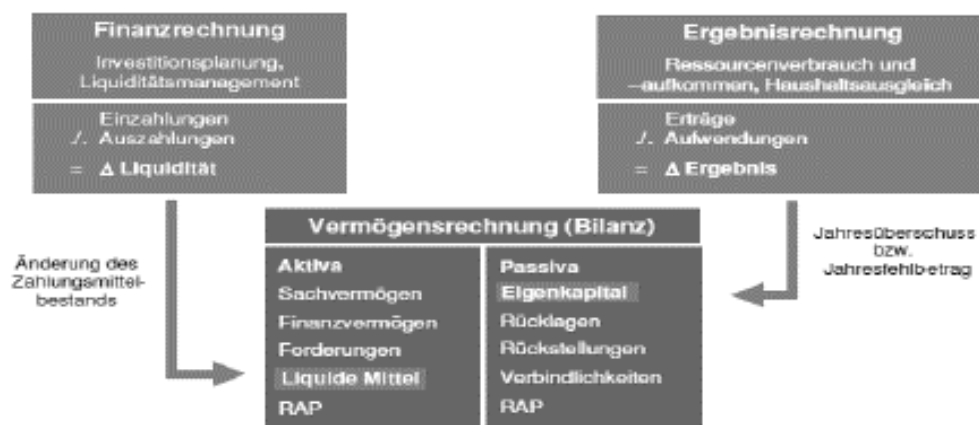 Finanzrechnung
Investitionsplanung,
Liquiditätsmanagement
Einzahlungen
./. Auszahlungen
= Δ Liquidität
Ergebnisrechnung
Ressourcenverbrauch und
–aufkommen, Haushaltsausgleich
Erträge
./. Aufwendungen
= Δ Ergebnis
Änderung des
Zahlungsmittel-
bestands
Vermögensrechnung (Bilanz)
Aktiva
Sachvermögen
Finanzvermögen
Forderungen
Liquide Mittel
RAP
Passiva
Eigenkapital
Rücklagen
Rückstellungen
Verbindlichkeiten
RAP
Jahresüberschuss
bzw.
Jahresfehlbetrag